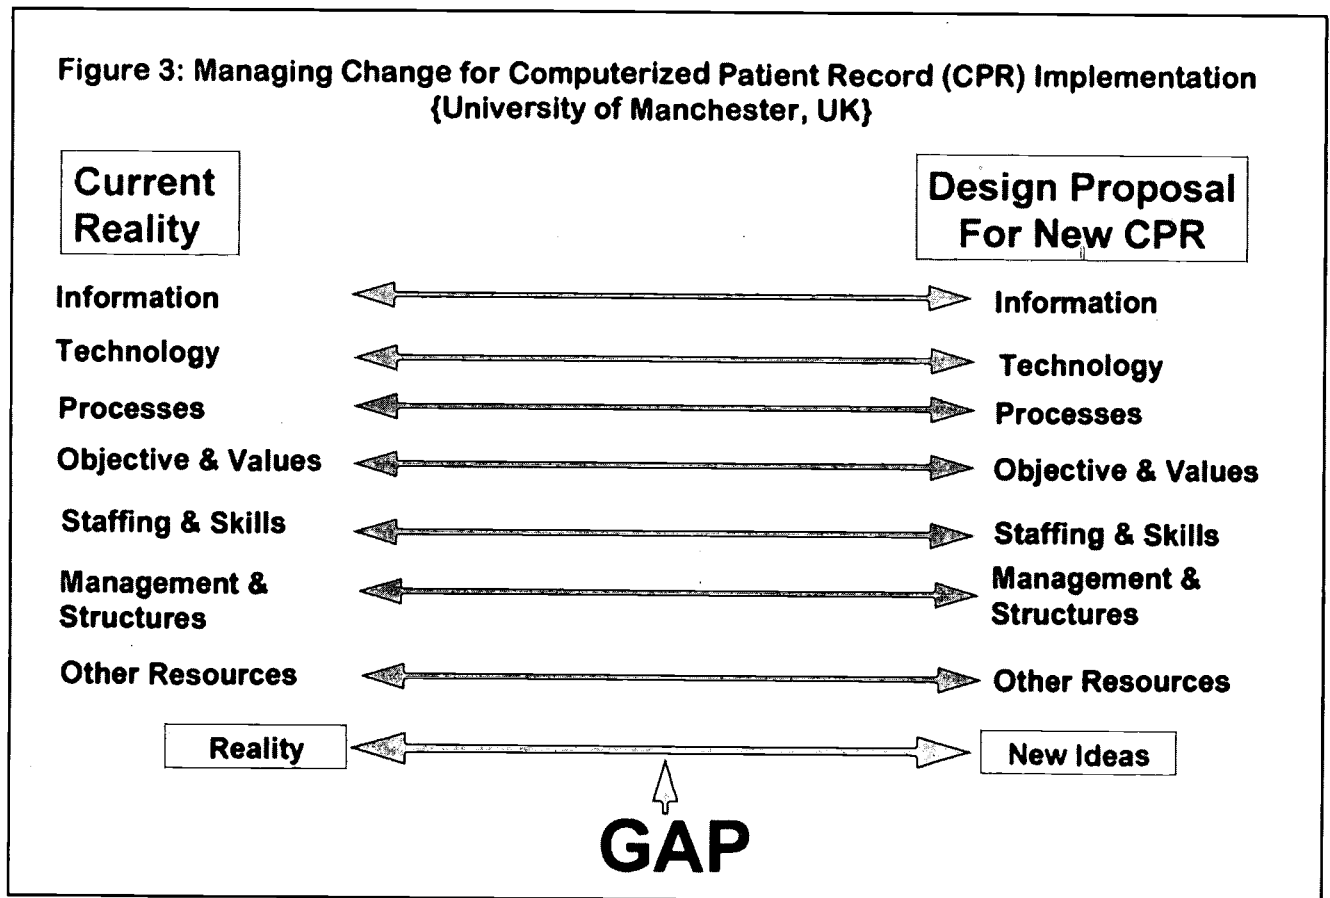 Figure 3: Managing Change for Computerized Patient Record (CPR) Implementation
{University of Manchester, UK}
Current
Reality
Design Proposal
For New CPR
Information
Information
Technology
Technology
Processes
Processes
Objective & Values
Objective & Values
Staffing & Skills
Staffing & Skills
Management &
Structures
Management &
Structures
Other Resources
Other Resources
Reality
New Ideas
GAP